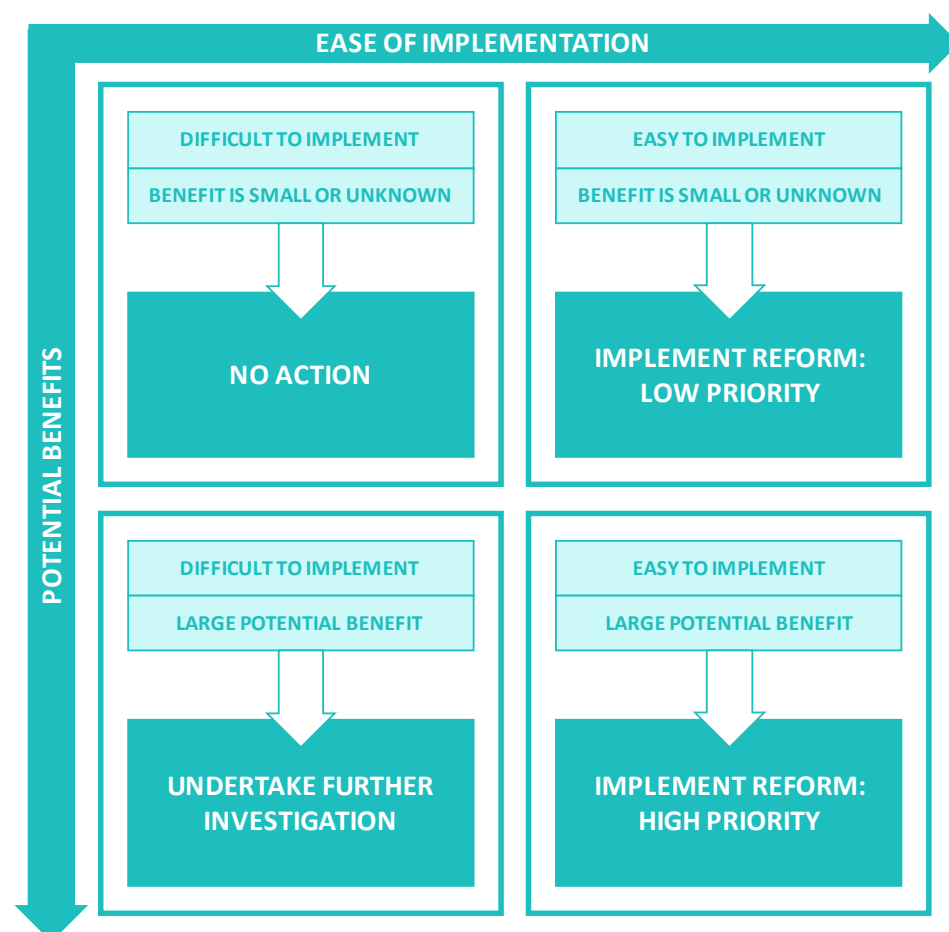 EASE OF IMPLEMENTATION
POTENTIAL BENEFITS
DIFFICULT TO IMPLEMENT
BENEFIT IS SMALL OR UNKNOWN
NO ACTION
EASY TO IMPLEMENT
BENEFIT IS SMALL OR UNKNOWN
IMPLEMENT REFORM:
LOW PRIORITY
DIFFICULT TO IMPLEMENT
LARGE POTENTIAL BENEFIT
UNDERTAKE FURTHER
INVESTIGATION
EASY TO IMPLEMENT
LARGE POTENTIAL BENEFIT
IMPLEMENT REFORM:
HIGH PRIORITY